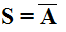 S = A̅